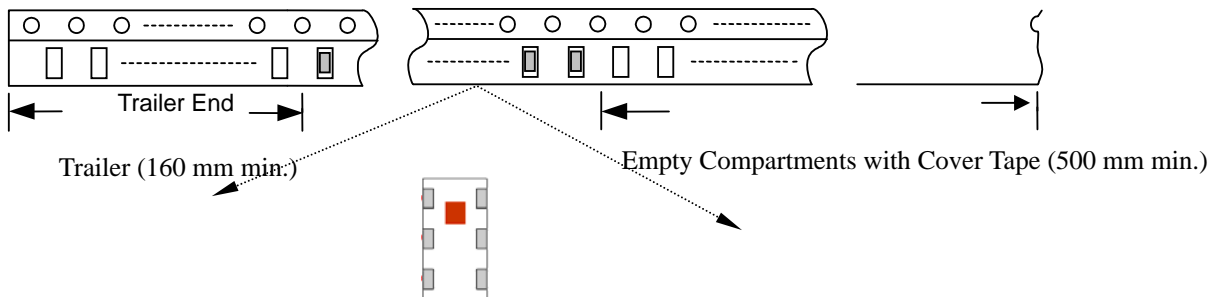 Trailer End
Trailer (160 mm min.)
Empty Compartments with Cover Tape (500 mm min.)